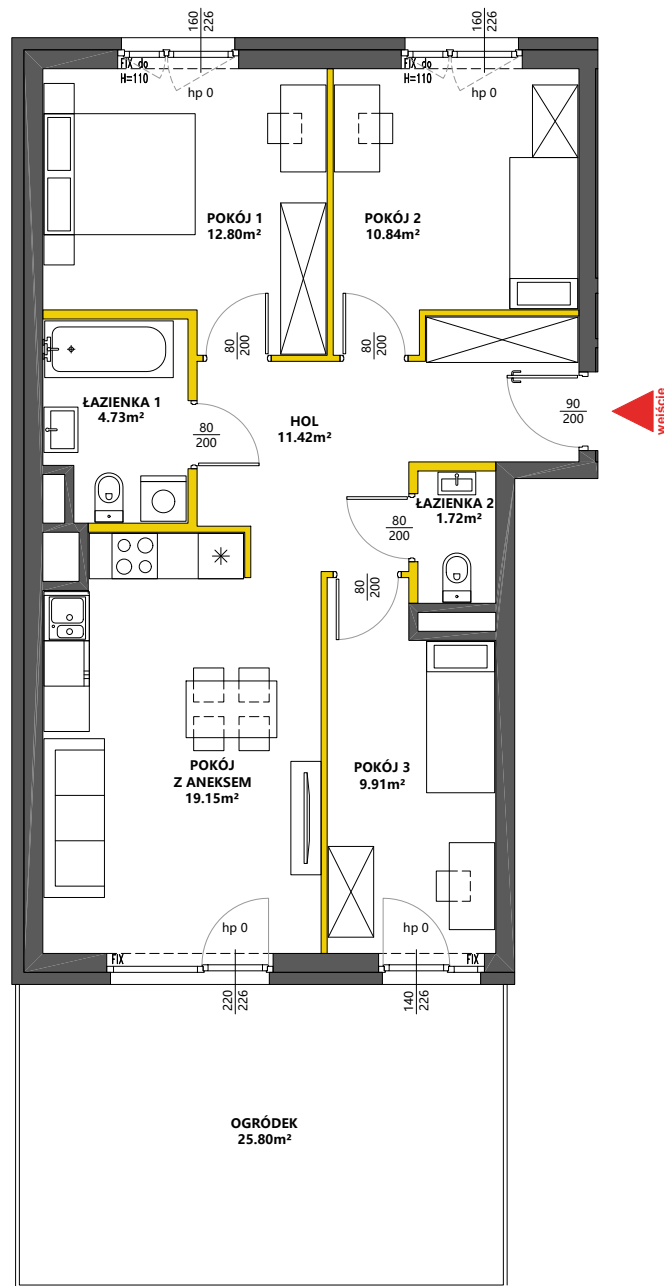 160
226
160
226
FIX do
H=110
hp 0
FIX do
H=110
hp 0
POKÓJ 1
12.80m²
POKÓJ 2
10.84m²
80
200
80
200
ŁAZIENKA 1
4.73m²
80
200
HOL
11.42m²
90
200
wejście
ŁAZIENKA 2
1.72m²
80
200
80
200
POKÓJ
Z ANEKSEM
19.15m²
POKÓJ 3
9.91m²
hp 0
hp 0
FIX
FIX
220
226
140
226
OGRÓDEK
25.80m²